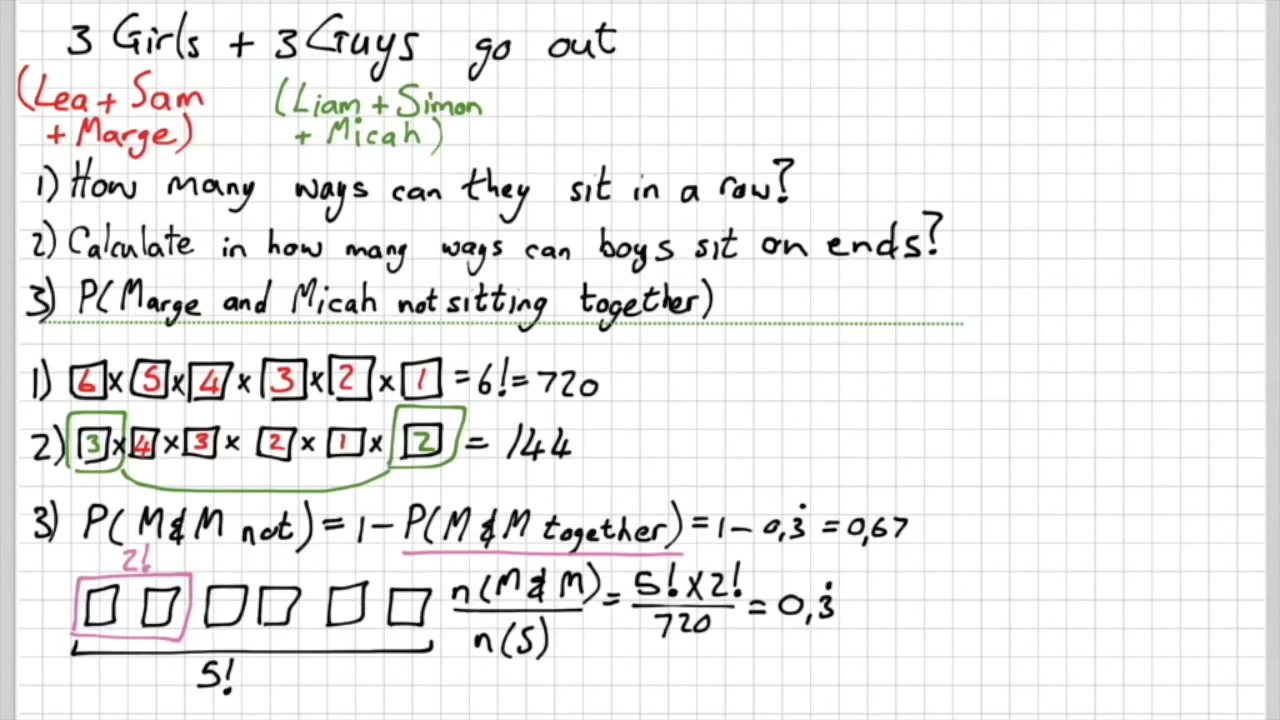 3 Girls + 3 Guys go out
(Lea + Sam + Marge) (Liam + Simon + Micah)
1) How many ways can they sit in a row?
2) Calculate in how many ways can boys sit on ends?
3) P(Marge and Micah not sitting together)
1) 6 × 5 × 4 × 3 × 2 × 1 = 6! = 720
2) 3 × 4 × 3 × 2 × 1 × 2 = 144
3) P(M & M not) = 1 - P(M & M together) = 1 - 0,3̇ = 0,67
2!
n(M & M) / n(S) = 5! × 2! / 720 = 0,3̇
5!